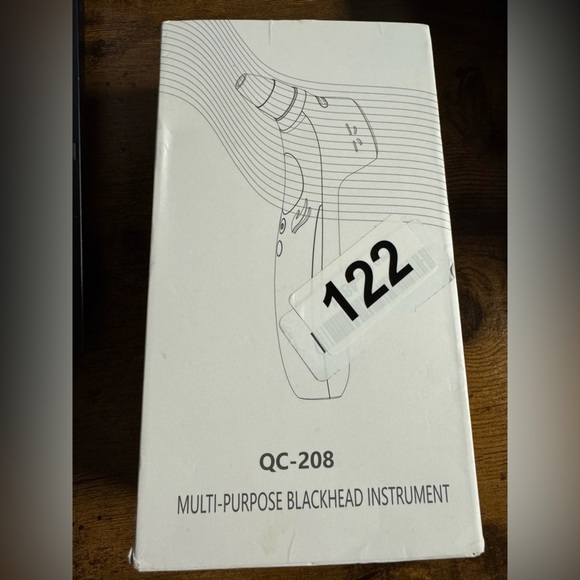 122
QC-208
MULTI-PURPOSE BLACKHEAD INSTRUMENT